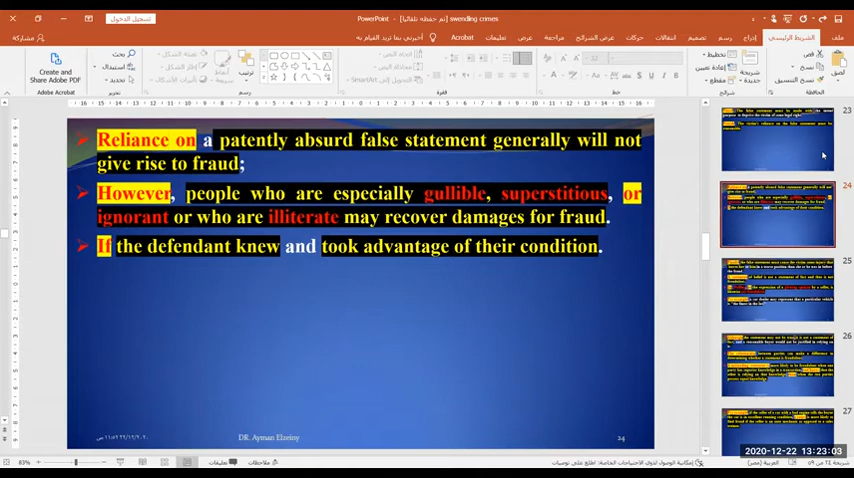 تسجيل الدخول
swendling crimes [تم حفظه تلقائيا] - PowerPoint
ملف الشريط الرئيسي إدراج رسم تصميم انتقالات حركات عرض الشرائح مراجعة عرض تعليمات Acrobat أخبرني بما تريد القيام به
مشاركة
Create and
Share Adobe PDF
Adobe Acrobat
بحث
استبدال
تحديد
تحرير
تعبئة الشكل
ترتيب
رسم
تحويل إلى SmartArt
فقرة
خط
تخطيط
إعادة تعيين
مقطع
شريحة
شرائح
قص
نسخ
نسخ التنسيق
لصق
الحافظة
Reliance on a patently absurd false statement generally will not
give rise to fraud;
However, people who are especially gullible, superstitious, or
ignorant or who are illiterate may recover damages for fraud.
If the defendant knew and took advantage of their condition.
DR. Ayman Elzeiny
24
23
24
25
26
27
83%
ملاحظات
تعليقات
العربية (مصر)
2020-12-22 13:23:03